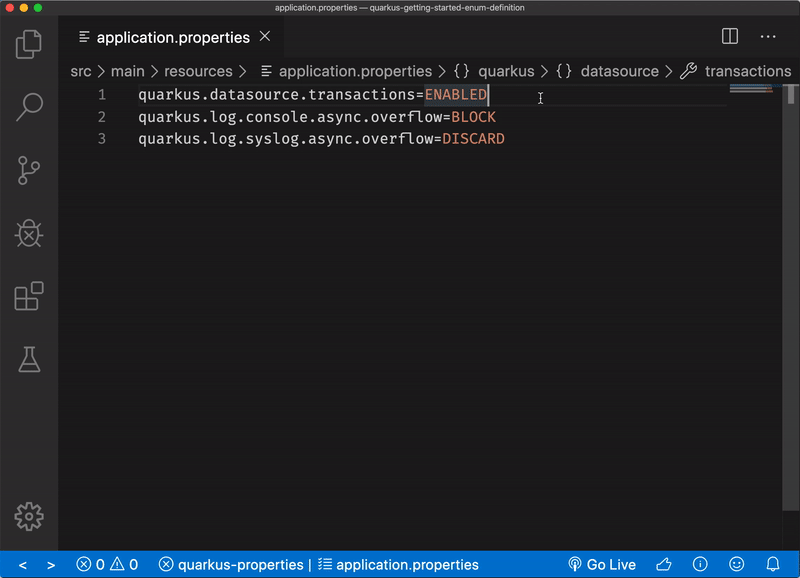 application.properties — quarkus-getting-started-enum-definition
application.properties
src > main > resources > application.properties > {} quarkus > {} datasource > transactions
1 quarkus.datasource.transactions=ENABLED
2 quarkus.log.console.async.overflow=BLOCK
3 quarkus.log.syslog.async.overflow=DISCARD
< > 0 0 quarkus-properties | application.properties Go Live